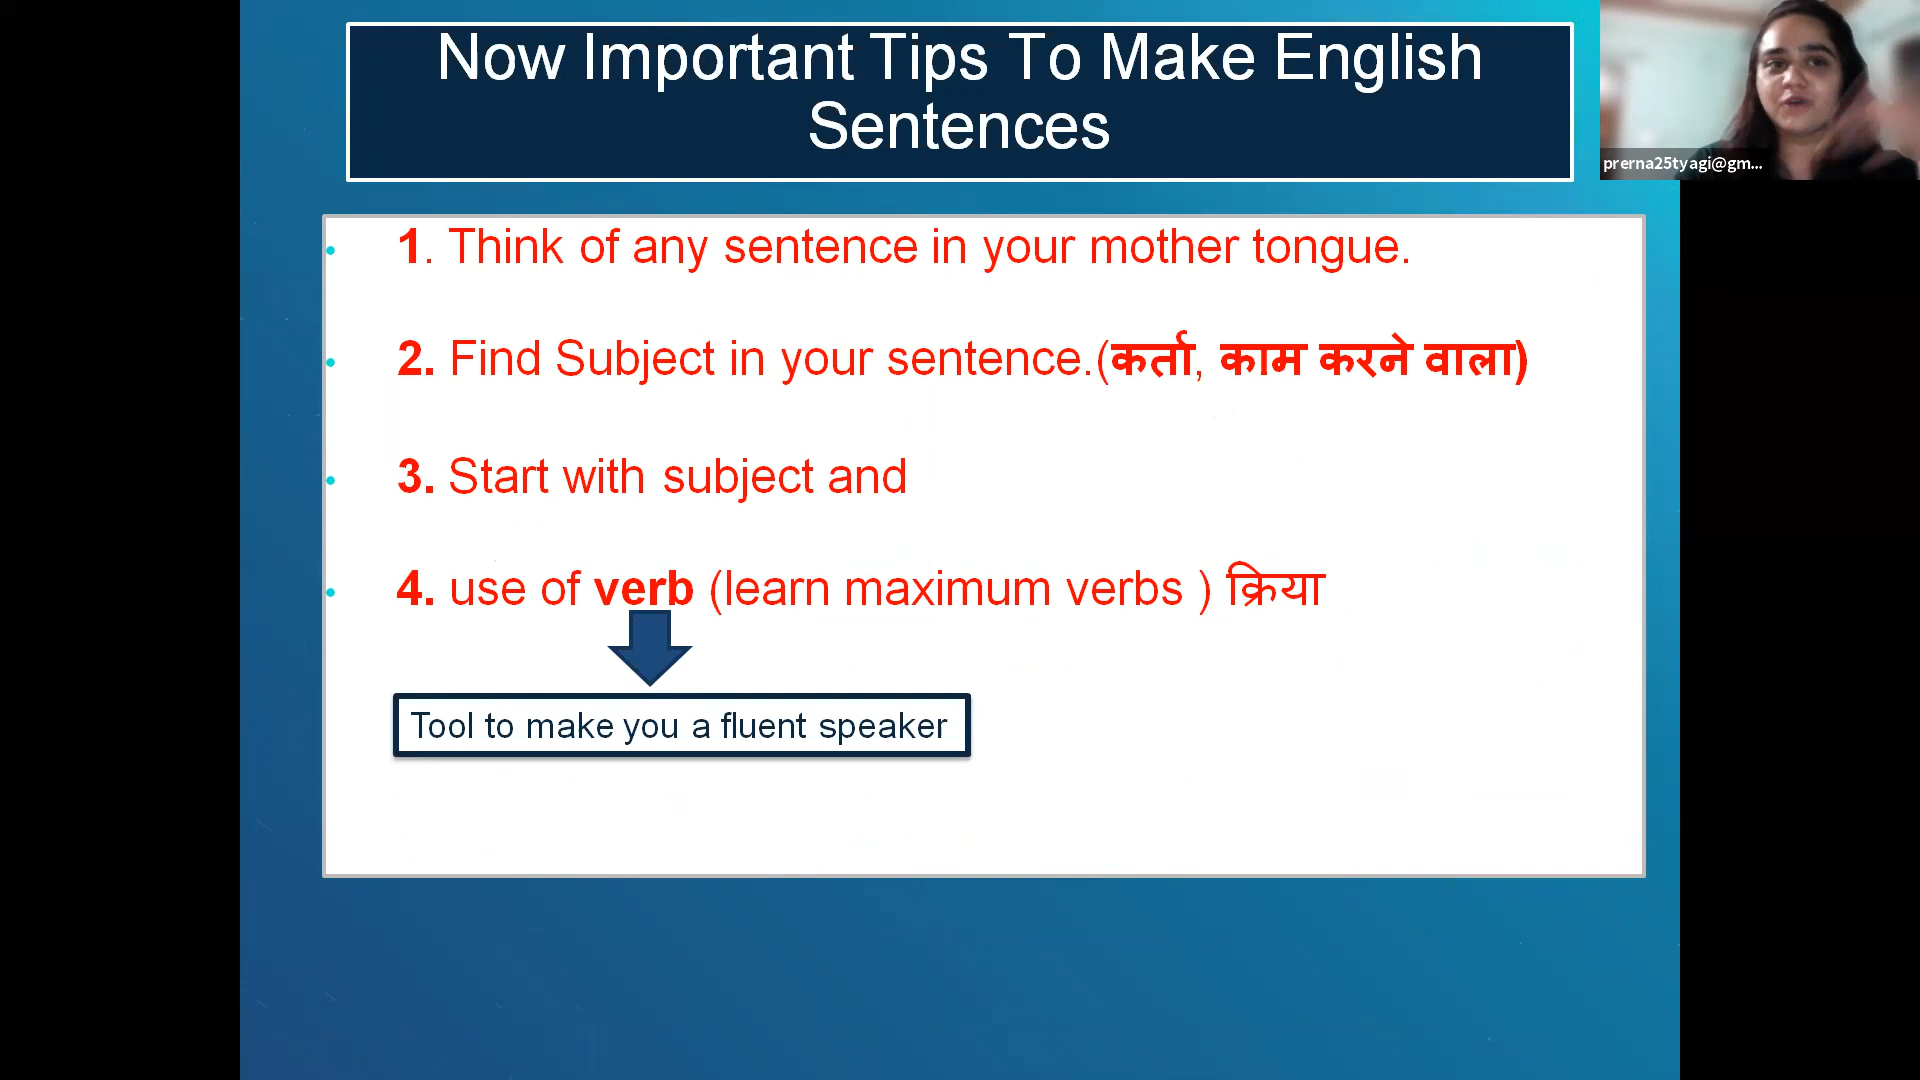 Now Important Tips To Make English
Sentences
prerna25tyagi@gm...
1. Think of any sentence in your mother tongue.
2. Find Subject in your sentence.(कर्ता, काम करने वाला)
3. Start with subject and
4. use of verb (learn maximum verbs ) क्रिया
Tool to make you a fluent speaker